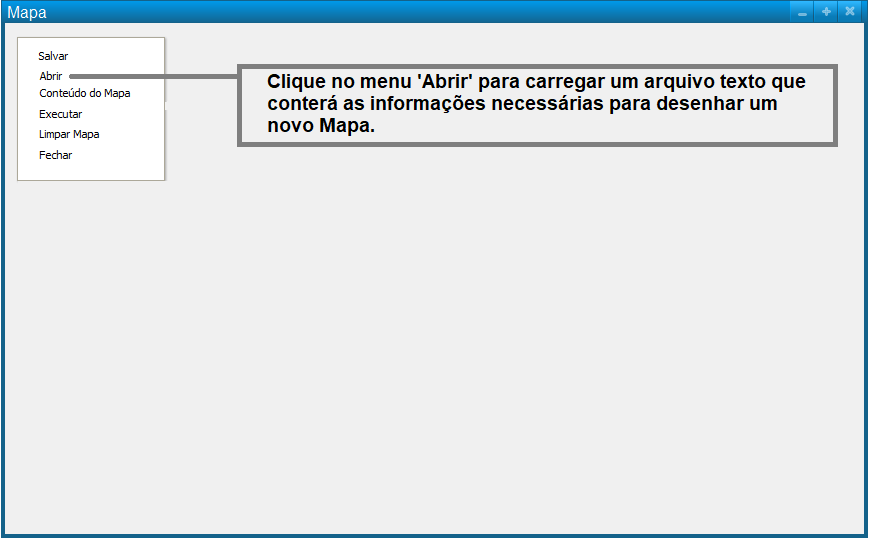 Mapa
Salvar
Abrir
Conteúdo do Mapa
Executar
Limpar Mapa
Fechar
Clique no menu 'Abrir' para carregar um arquivo texto que
conterá as informações necessárias para desenhar um
novo Mapa.